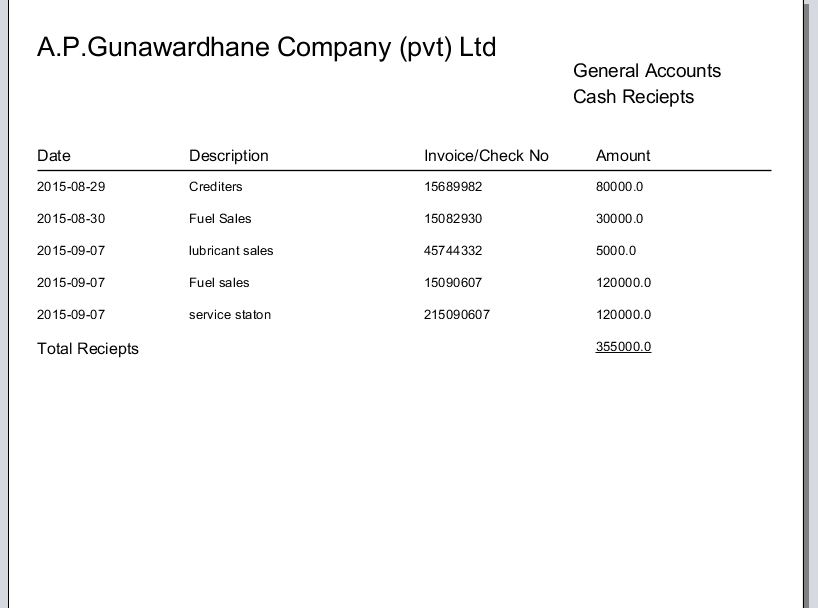 A.P.Gunawardhane Company (pvt) Ltd
General Accounts
Cash Reciepts
Date Description Invoice/Check No Amount
2015-08-29 Crediters 15689982 80000.0
2015-08-30 Fuel Sales 15082930 30000.0
2015-09-07 lubricant sales 45744332 5000.0
2015-09-07 Fuel sales 15090607 120000.0
2015-09-07 service staton 215090607 120000.0
Total Reciepts 355000.0